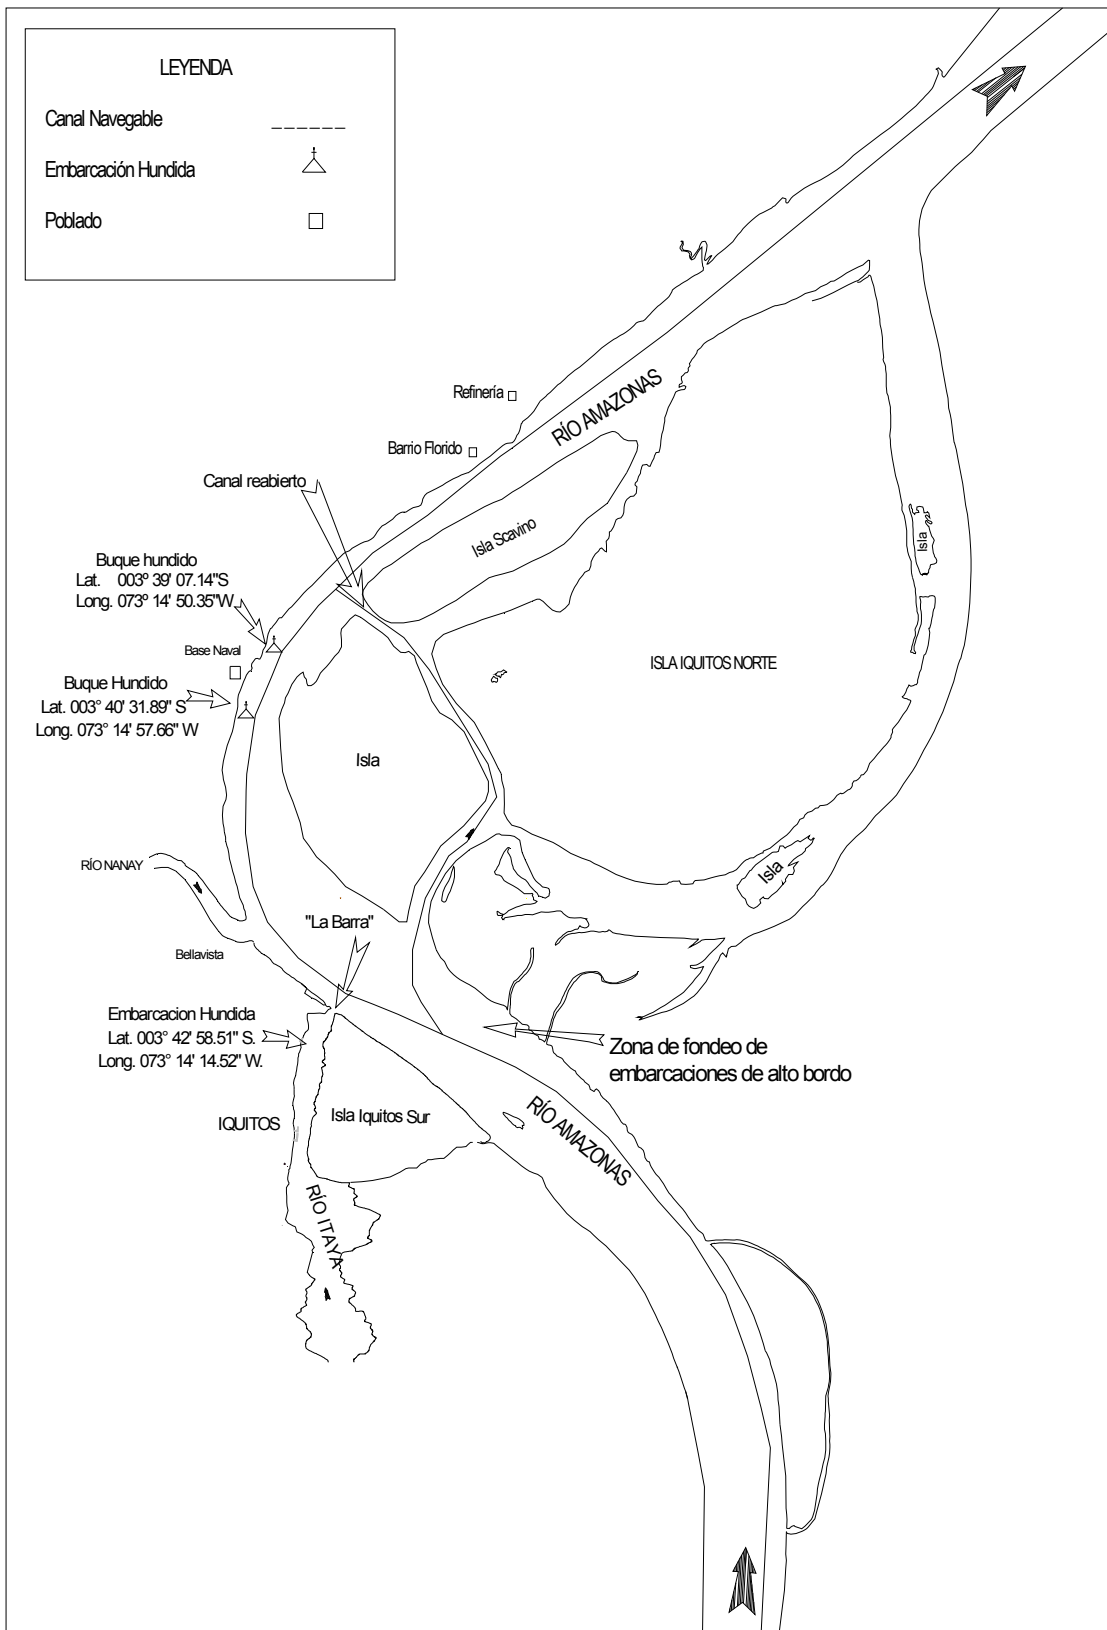 LEYENDA
Canal Navegable
Embarcación Hundida
Poblado
Refinería
RÍO AMAZONAS
Barrio Florido
Canal reabierto
Isla Scavino
Isla
Buque hundido
Lat. 003º 39' 07.14"S
Long. 073º 14' 50.35"W
Base Naval
ISLA IQUITOS NORTE
Buque Hundido
Lat. 003° 40' 31.89" S
Long. 073° 14' 57.66" W
Isla
RÍO NANAY
Isla
"La Barra"
Bellavista
Embarcacion Hundida
Lat. 003° 42' 58.51" S.
Long. 073° 14' 14.52" W.
Zona de fondeo de
embarcaciones de alto bordo
IQUITOS
Isla Iquitos Sur
RÍO AMAZONAS
RÍO ITAYA